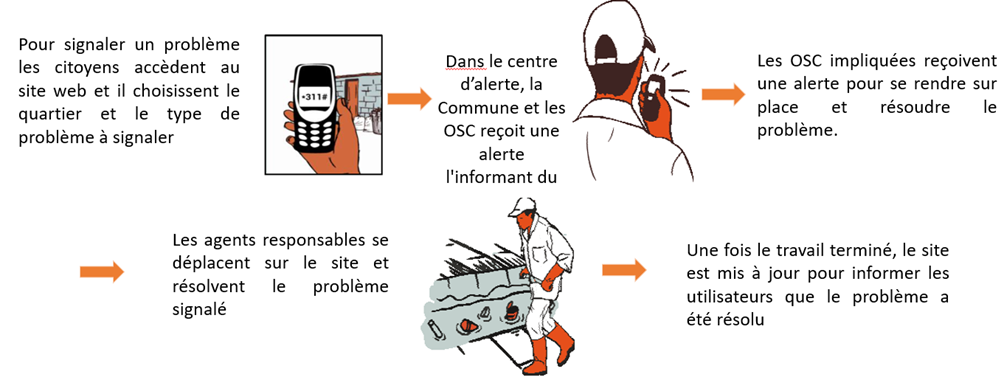 Pour signaler un problème
les citoyens accèdent au
site web et il choisissent le
quartier et le type de
problème à signaler
*311#
Dans le centre
d’alerte, la
Commune et les
OSC reçoit une
alerte
l'informant du
Les OSC impliquées reçoivent
une alerte pour se rendre sur
place et résoudre le
problème.
Les agents responsables se
déplacent sur le site et
résolvent le problème
signalé
Une fois le travail terminé, le site
est mis à jour pour informer les
utilisateurs que le problème a
été résolu